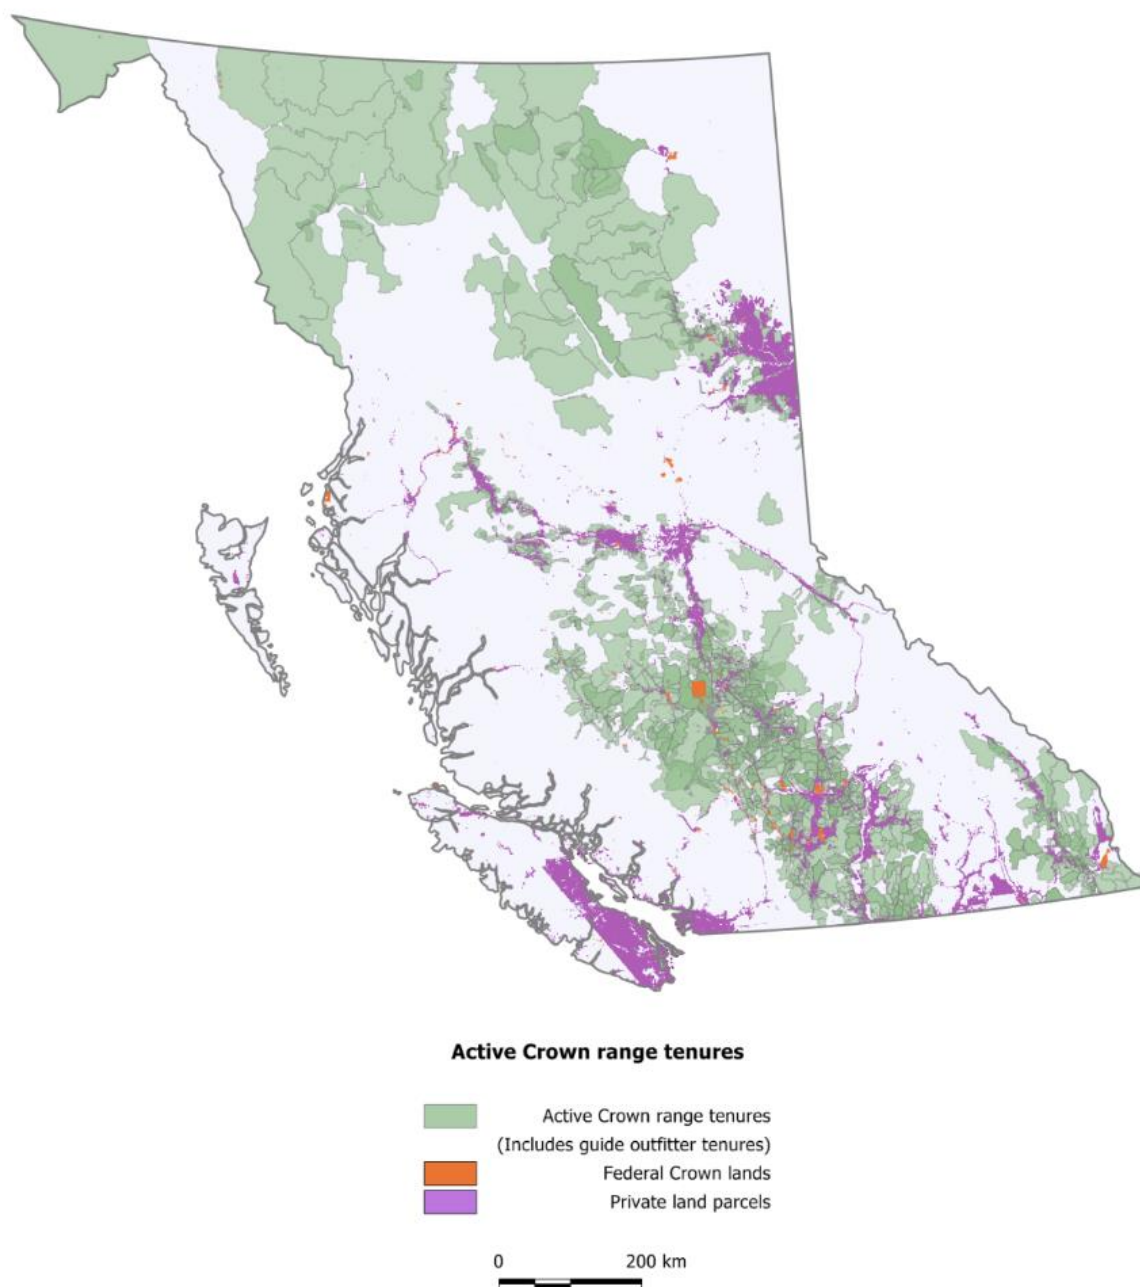 Active Crown range tenures
Active Crown range tenures
(Includes guide outfitter tenures)
Federal Crown lands
Private land parcels
0 200 km